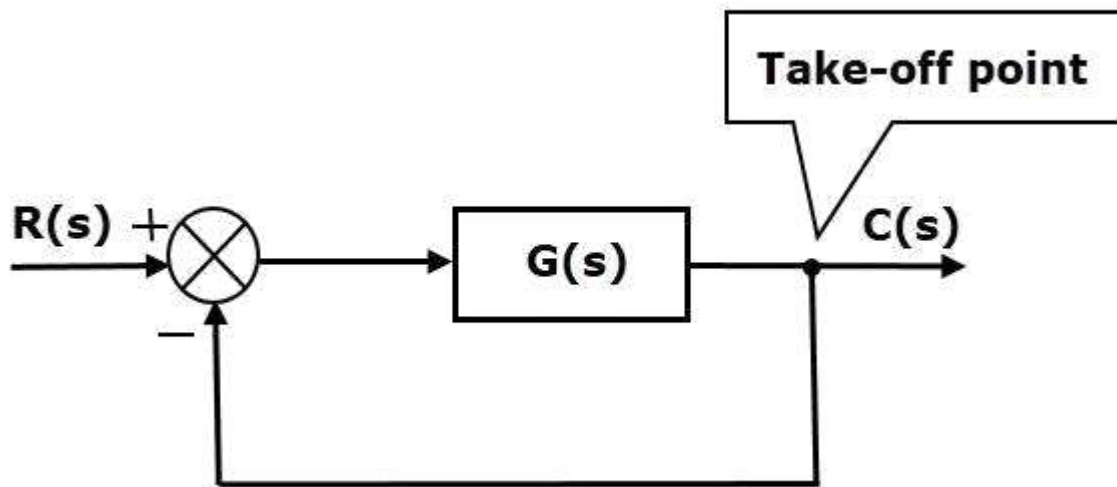 Take-off point
R(s)
+
G(s)
C(s)
−